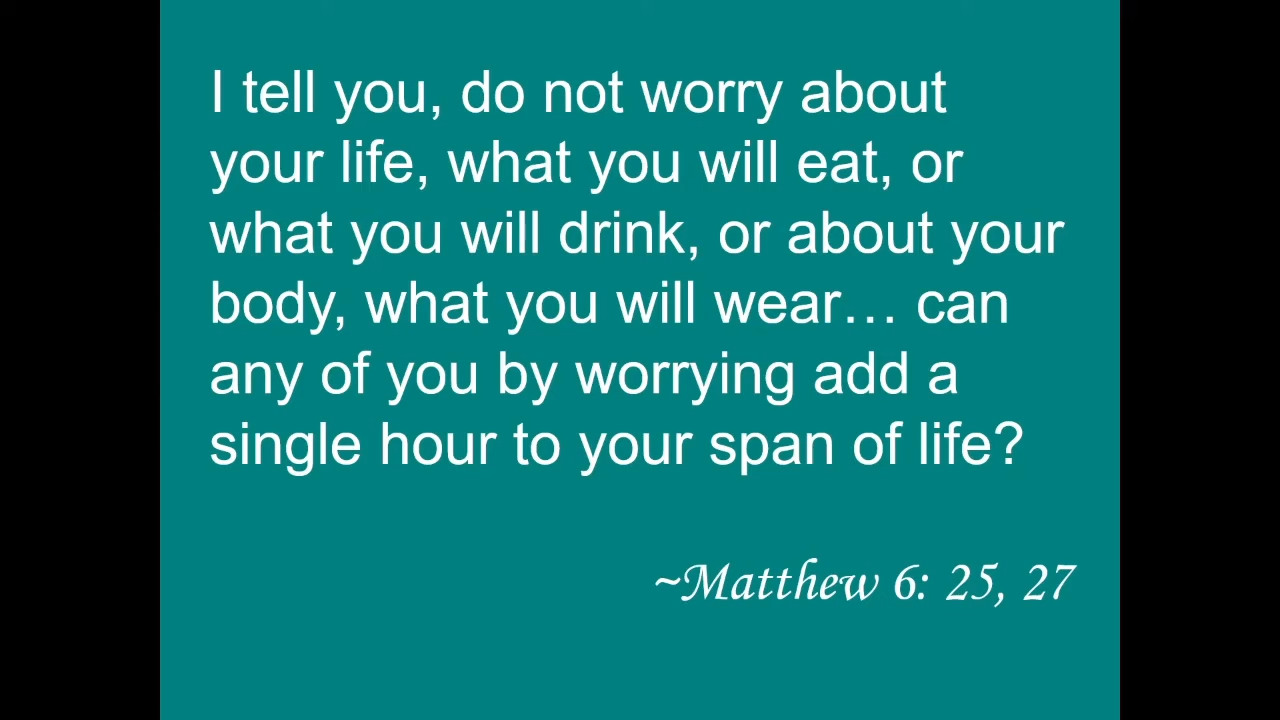 I tell you, do not worry about
your life, what you will eat, or
what you will drink, or about your
body, what you will wear… can
any of you by worrying add a
single hour to your span of life?
~Matthew 6: 25, 27